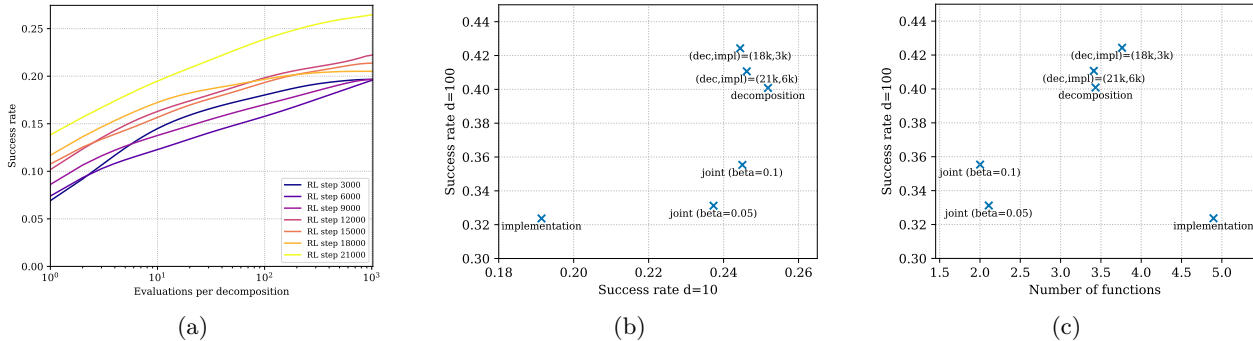 0.25
0.20
0.15
0.10
0.05
0.00
Success rate
10^0
10^1
10^2
10^3
Evaluations per decomposition
RL step 3000
RL step 6000
RL step 9000
RL step 12000
RL step 15000
RL step 18000
RL step 21000
(a)
0.44
0.42
0.40
0.38
0.36
0.34
0.32
0.30
Success rate d=100
(dec,impl)=(18k,3k)
(dec,impl)=(21k,6k)
decomposition
joint (beta=0.1)
joint (beta=0.05)
implementation
0.18
0.20
0.22
0.24
0.26
Success rate d=10
(b)
0.44
0.42
0.40
0.38
0.36
0.34
0.32
0.30
Success rate d=100
(dec,impl)=(18k,3k)
(dec,impl)=(21k,6k)
decomposition
joint (beta=0.1)
joint (beta=0.05)
implementation
1.5
2.0
2.5
3.0
3.5
4.0
4.5
5.0
Number of functions
(c)